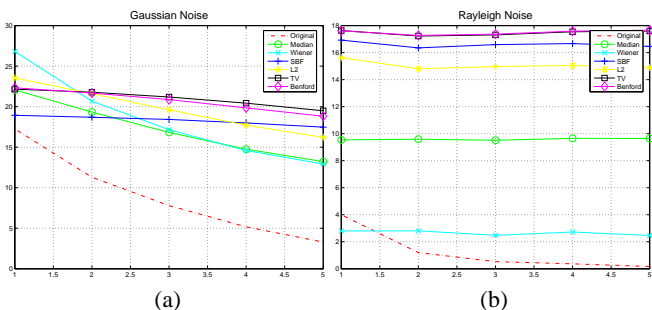 Gaussian Noise
30
25
20
15
10
5
0
1 1.5 2 2.5 3 3.5 4 4.5 5
Original
Median
Wiener
SBF
L2
TV
Benford
(a)
Rayleigh Noise
18
16
14
12
10
8
6
4
2
0
1 1.5 2 2.5 3 3.5 4 4.5 5
Original
Median
Wiener
SBF
L2
TV
Benford
(b)